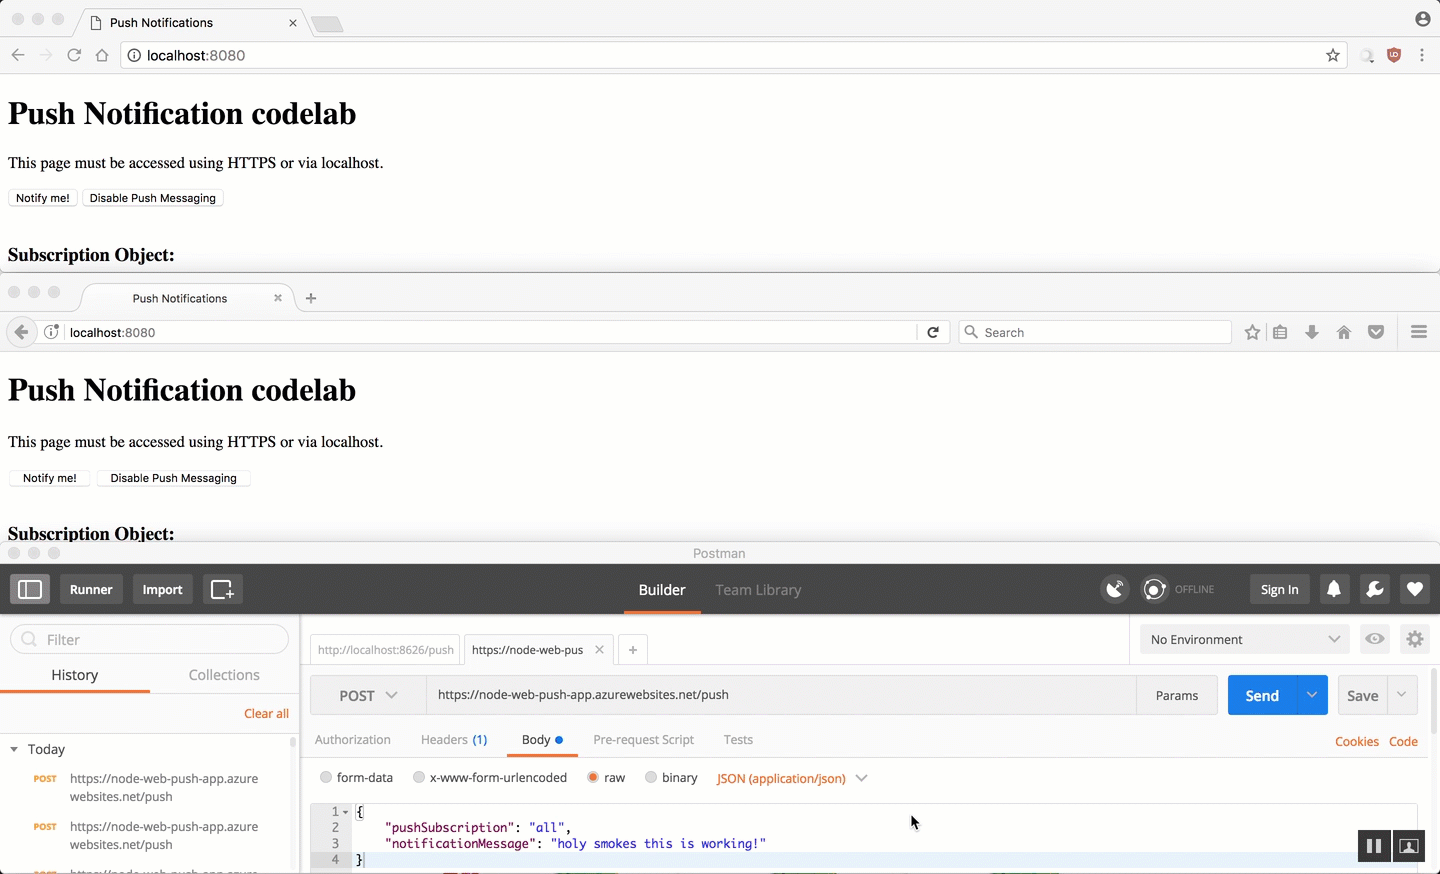 Push Notifications
localhost:8080
Push Notification codelab
This page must be accessed using HTTPS or via localhost.
Notify me! Disable Push Messaging
Subscription Object:
Push Notifications
localhost:8080 Search
Push Notification codelab
This page must be accessed using HTTPS or via localhost.
Notify me! Disable Push Messaging
Subscription Object:
Postman
Runner Import Builder Team Library OFFLINE Sign In
Filter
History Collections
Clear all
Today
POST https://node-web-push-app.azure
websites.net/push
POST https://node-web-push-app.azure
websites.net/push
http://localhost:8626/push https://node-web-pus No Environment
POST https://node-web-push-app.azurewebsites.net/push Params Send Save
Authorization Headers (1) Body Pre-request Script Tests Cookies Code
form-data x-www-form-urlencoded raw binary JSON (application/json)
1 {
2 "pushSubscription": "all",
3 "notificationMessage": "holy smokes this is working!"
4 }